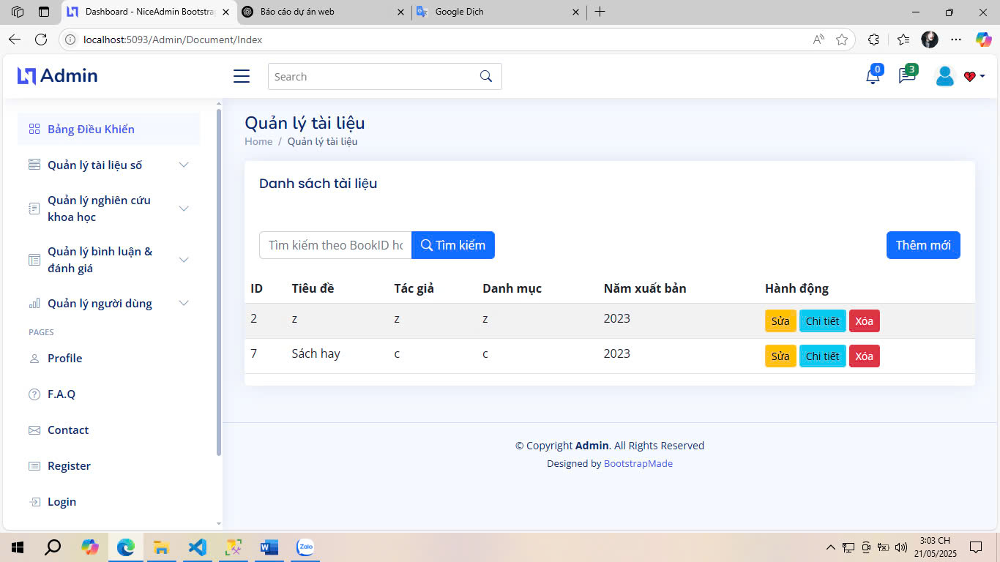 Dashboard - NiceAdmin Bootstrap
Báo cáo dự án web
Google Dịch
localhost:5093/Admin/Document/Index
Admin
Search
0
3
Bảng Điều Khiển
Quản lý tài liệu số
Quản lý nghiên cứu
khoa học
Quản lý bình luận &
đánh giá
Quản lý người dùng
PAGES
Profile
F.A.Q
Contact
Register
Login
Quản lý tài liệu
Home / Quản lý tài liệu
Danh sách tài liệu
Tìm kiếm theo BookID hc
Tìm kiếm
Thêm mới
ID Tiêu đề Tác giả Danh mục Năm xuất bản Hành động
2 z z z 2023 Sửa Chi tiết Xóa
7 Sách hay c c 2023 Sửa Chi tiết Xóa
© Copyright Admin. All Rights Reserved
Designed by BootstrapMade
Zalo
3:03 CH
21/05/2025